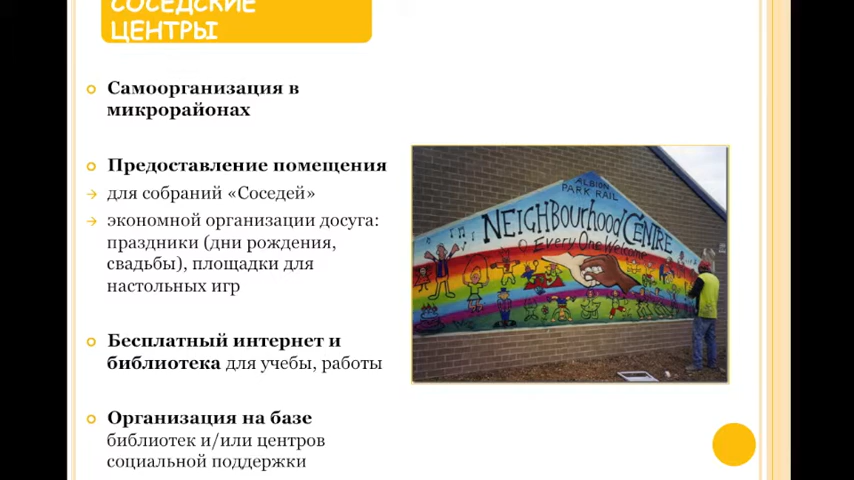 СОСЕДСКИЕ
ЦЕНТРЫ
Самоорганизация в
микрорайонах
Предоставление помещения
для собраний «Соседей»
экономной организации досуга:
праздники (дни рождения,
свадьбы), площадки для
настольных игр
Бесплатный интернет и
библиотека для учебы, работы
Организация на базе
библиотек и/или центров
социальной поддержки
ALBION
PARK RAIL
NEIGHBOURHOOD CENTRE
Every One Welcome